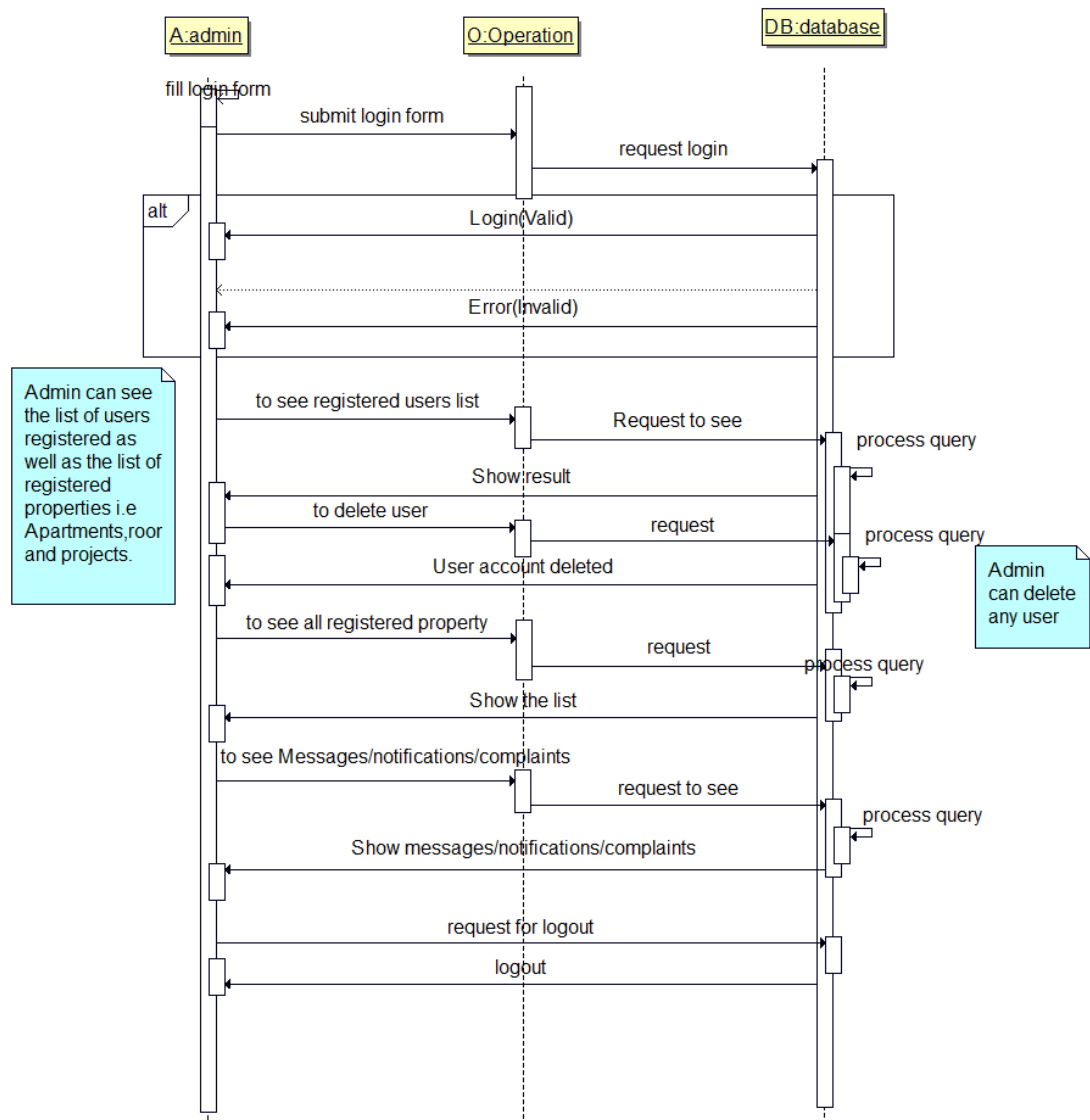 A:admin
O:Operation
DB:database
fill login form
submit login form
request login
alt
Login(Valid)
Error(Invalid)
Admin can see
the list of users
registered as
well as the list of
registered
properties i.e
Apartments,roor
and projects.
to see registered users list
Request to see
process query
Show result
to delete user
request
process query
User account deleted
Admin
can delete
any user
to see all registered property
request
process query
Show the list
to see Messages/notifications/complaints
request to see
process query
Show messages/notifications/complaints
request for logout
logout